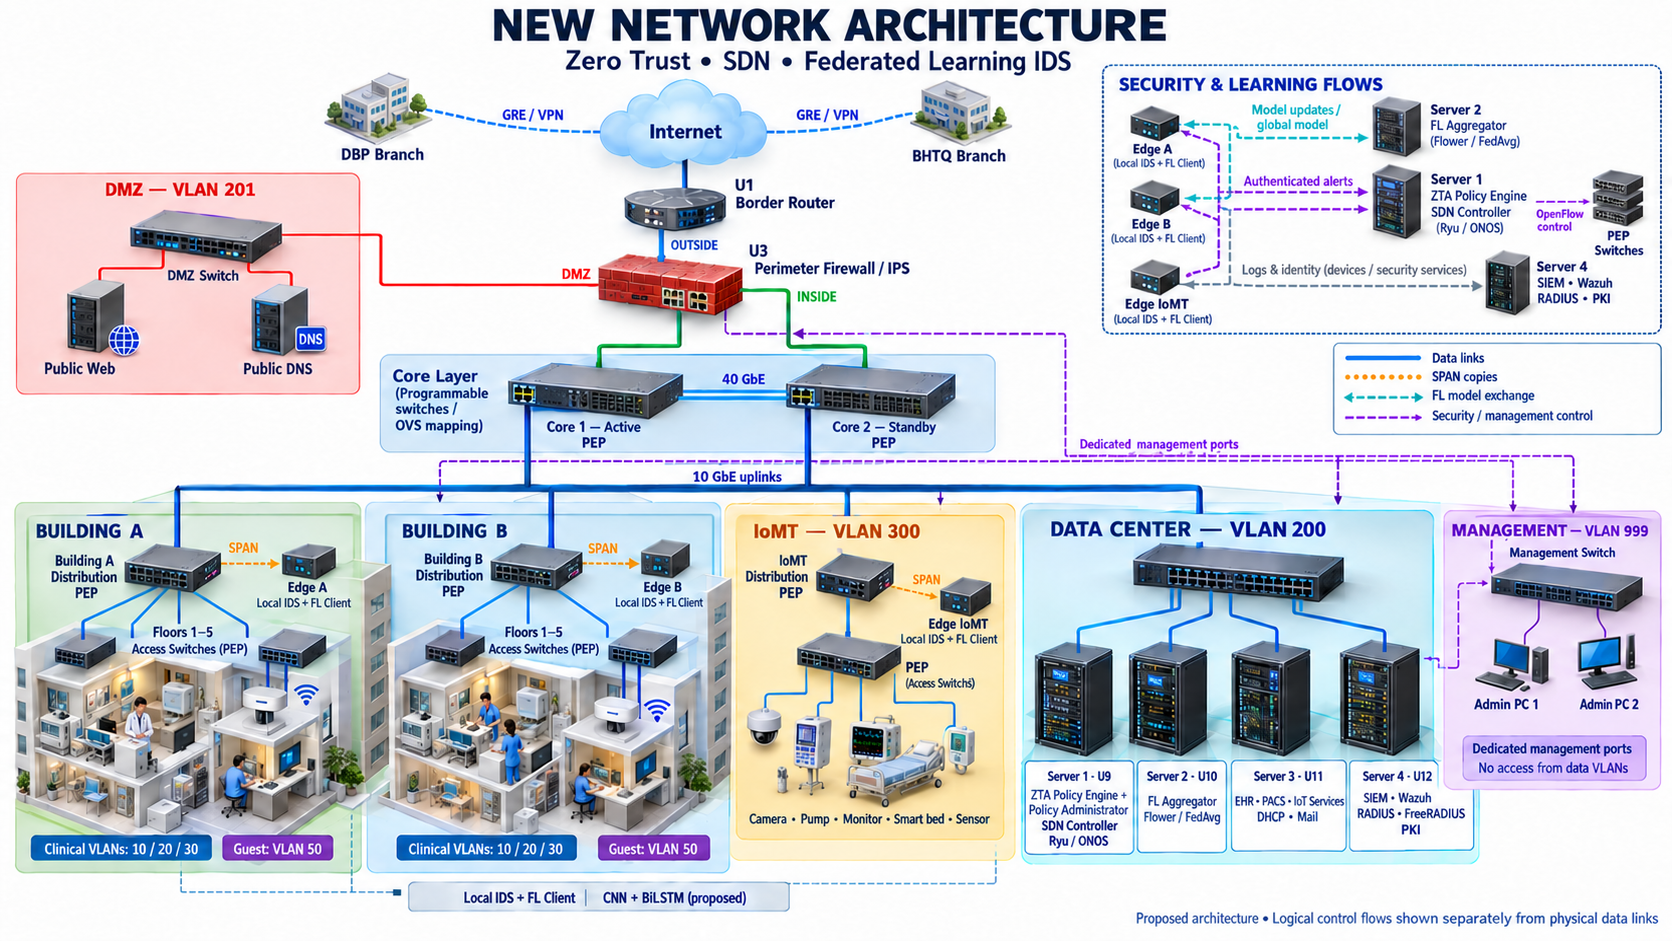 NEW NETWORK ARCHITECTURE
Zero Trust • SDN • Federated Learning IDS
DBP Branch
GRE / VPN
Internet
GRE / VPN
BHTQ Branch
U1
Border Router
OUTSIDE
U3
Perimeter Firewall / IPS
DMZ
INSIDE
DMZ — VLAN 201
DMZ Switch
Public Web
DNS
Public DNS
SECURITY & LEARNING FLOWS
Edge A
(Local IDS + FL Client)
Edge B
(Local IDS + FL Client)
Edge IoMT
(Local IDS + FL Client)
Model updates /
global model
Authenticated alerts
Logs & identity (devices / security services)
Server 2
FL Aggregator
(Flower / FedAvg)
Server 1
ZTA Policy Engine
SDN Controller
(Ryu / ONOS)
OpenFlow
control
PEP
Switches
Server 4
SIEM • Wazuh
RADIUS • PKI
Data links
SPAN copies
FL model exchange
Security / management control
Core Layer
(Programmable
switches /
OVS mapping)
40 GbE
Core 1 — Active
PEP
Core 2 — Standby
PEP
Dedicated management ports
10 GbE uplinks
BUILDING A
Building A
Distribution
PEP
SPAN
Edge A
Local IDS + FL Client
Floors 1–5
Access Switches (PEP)
Clinical VLANs: 10 / 20 / 30
Guest: VLAN 50
BUILDING B
Building B
Distribution
PEP
SPAN
Edge B
Local IDS + FL Client
Floors 1–5
Access Switches (PEP)
Clinical VLANs: 10 / 20 / 30
Guest: VLAN 50
IoMT — VLAN 300
IoMT
Distribution
PEP
SPAN
Edge IoMT
Local IDS + FL Client
PEP
(Access Switchs)
Camera • Pump • Monitor • Smart bed • Sensor
DATA CENTER — VLAN 200
Server 1 - U9
ZTA Policy Engine +
Policy Administrator
SDN Controller
Ryu / ONOS
Server 2 - U10
FL Aggregator
Flower / FedAvg
Server 3 - U11
EHR • PACS • IoT Services
DHCP • Mail
Server 4 - U12
SIEM • Wazuh
RADIUS • FreeRADIUS
PKI
MANAGEMENT — VLAN 999
Management Switch
Admin PC 1
Admin PC 2
Dedicated management ports
No access from data VLANs
Local IDS + FL Client | CNN + BiLSTM (proposed)
Proposed architecture • Logical control flows shown separately from physical data links